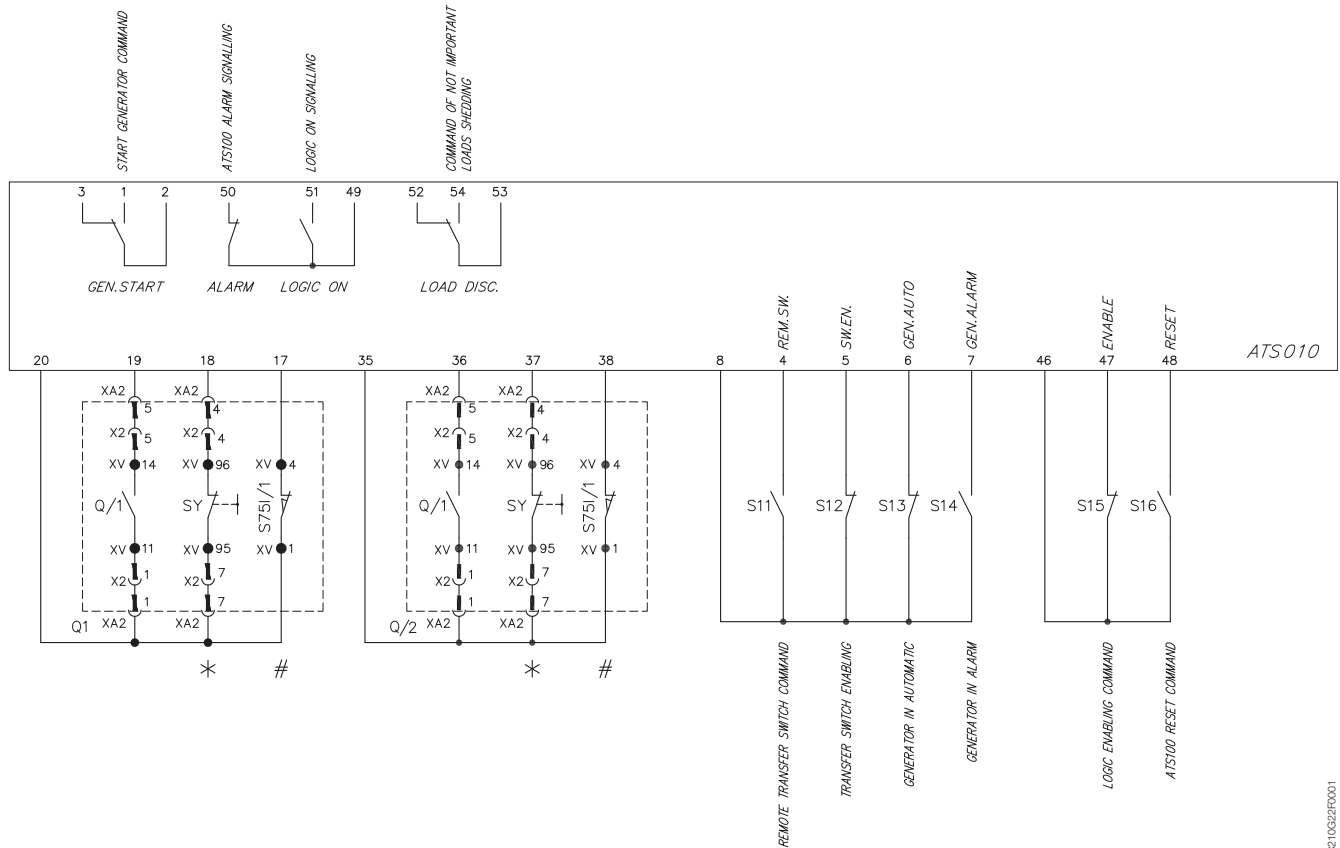 START GENERATOR COMMAND
ATS100 ALARM SIGNALLING
LOGIC ON SIGNALLING
COMMAND OF NOT IMPORTANT
LOADS SHEDDING
3 1 2 50 51 49 52 54 53
GEN.START ALARM LOGIC ON LOAD DISC.
REM.SW.
SW.EN.
GEN.AUTO
GEN.ALARM
ENABLE
RESET
ATS010
20 19 18 17 35 36 37 38 8 4 5 6 7 46 47 48
XA2 XA2 XA2 XA2
5 4 5 4
X2 5 X2 4 X2 5 X2 4
XV 14 XV 96 XV 4 XV 14 XV 96 XV 4
Q/1 SY S75I/1 Q/1 SY S75I/1 S11 S12 S13 S14 S15 S16
XV 11 XV 95 XV 1 XV 11 XV 95 XV 1
X2 1 X2 7 X2 1 X2 7
1 7 1 7
Q1 XA2 XA2 Q/2 XA2 XA2
* # * #
REMOTE TRANSFER SWITCH COMMAND
TRANSFER SWITCH ENABLING
GENERATOR IN AUTOMATIC
GENERATOR IN ALARM
LOGIC ENABLING COMMAND
ATS100 RESET COMMAND